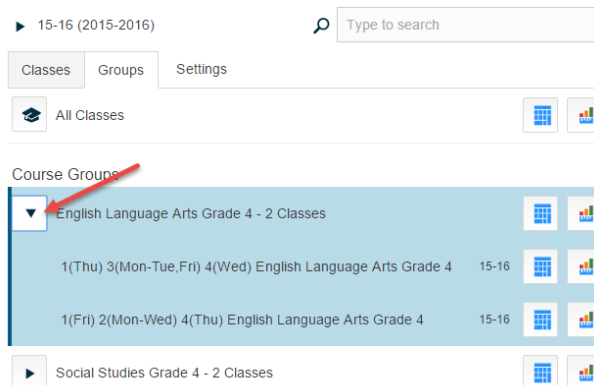 15-16 (2015-2016)
Type to search
Classes Groups Settings
All Classes
Course Groups
English Language Arts Grade 4 - 2 Classes
1(Thu) 3(Mon-Tue,Fri) 4(Wed) English Language Arts Grade 4 15-16
1(Fri) 2(Mon-Wed) 4(Thu) English Language Arts Grade 4 15-16
Social Studies Grade 4 - 2 Classes